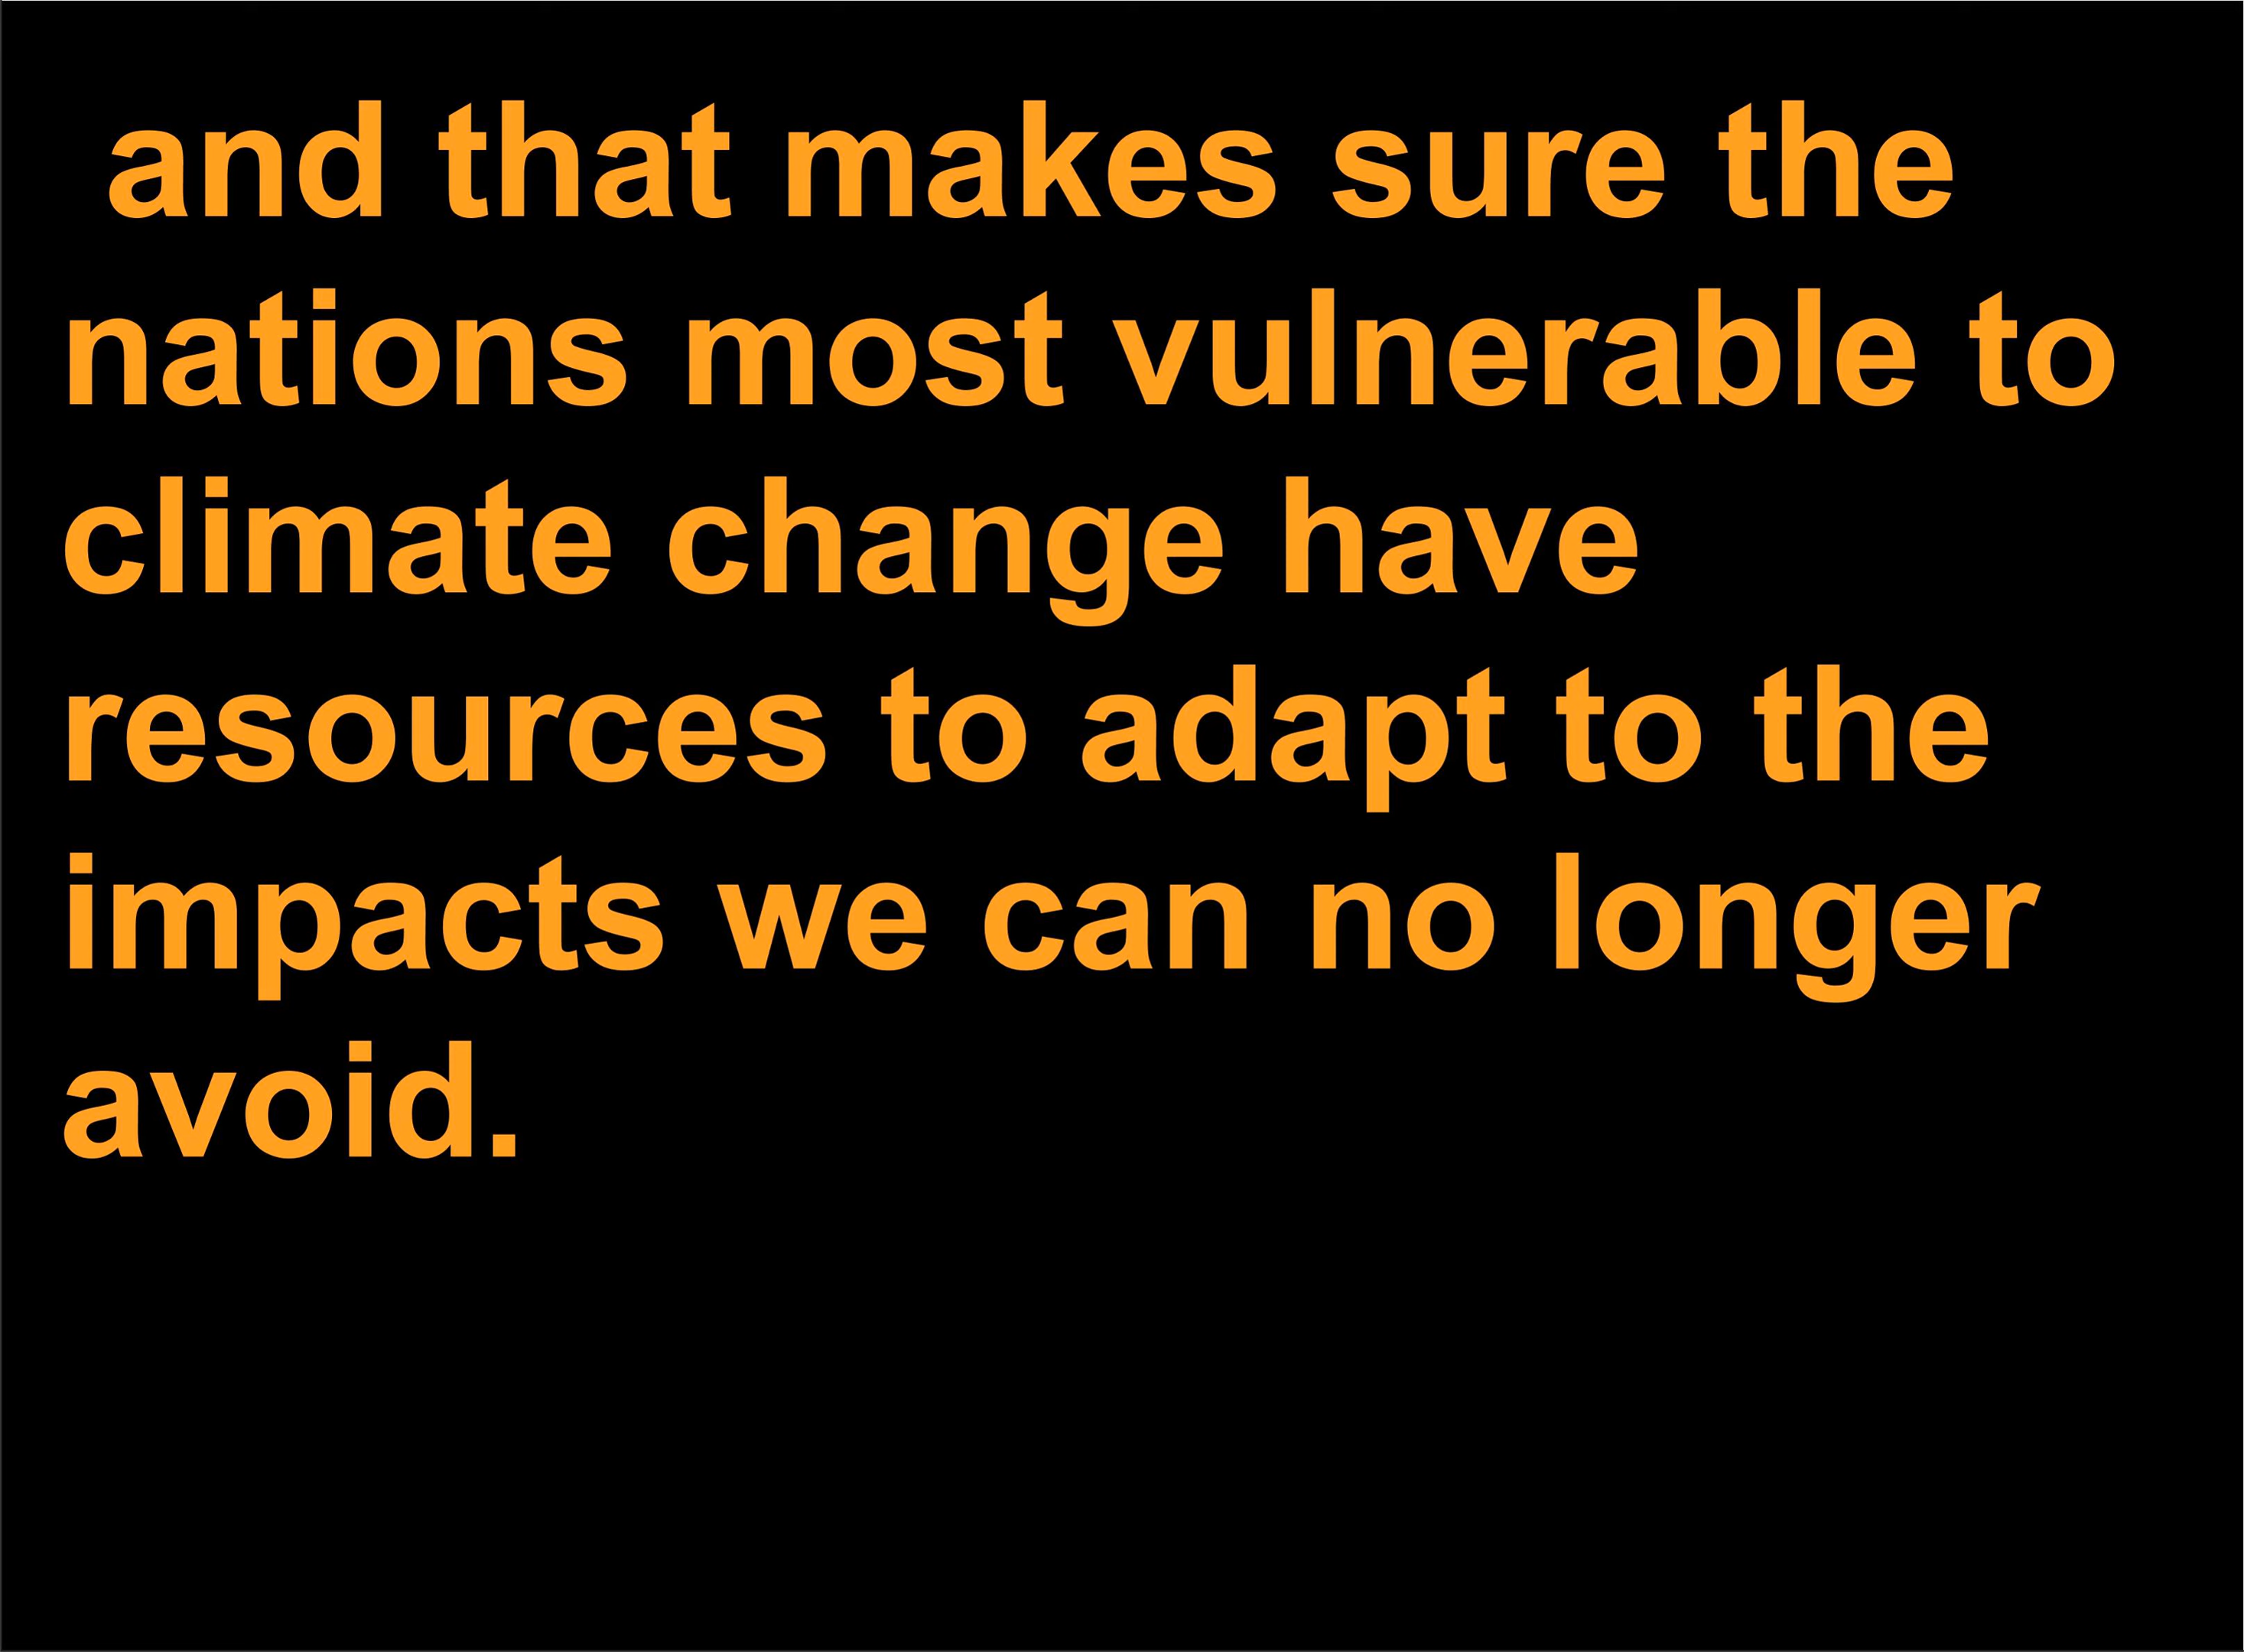 and that makes sure the
nations most vulnerable to
climate change have
resources to adapt to the
impacts we can no longer
avoid.